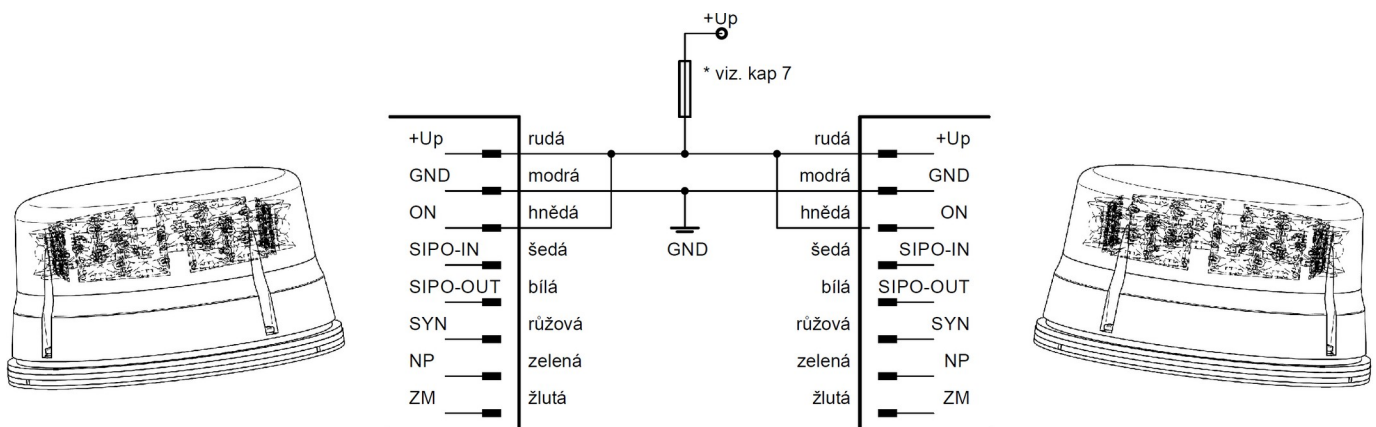 +Up
* viz. kap 7
+Up rudá rudá +Up
GND modrá modrá GND
ON hnědá hnědá ON
GND
SIPO-IN šedá šedá SIPO-IN
SIPO-OUT bílá bílá SIPO-OUT
SYN růžová růžová SYN
NP zelená zelená NP
ZM žlutá žlutá ZM